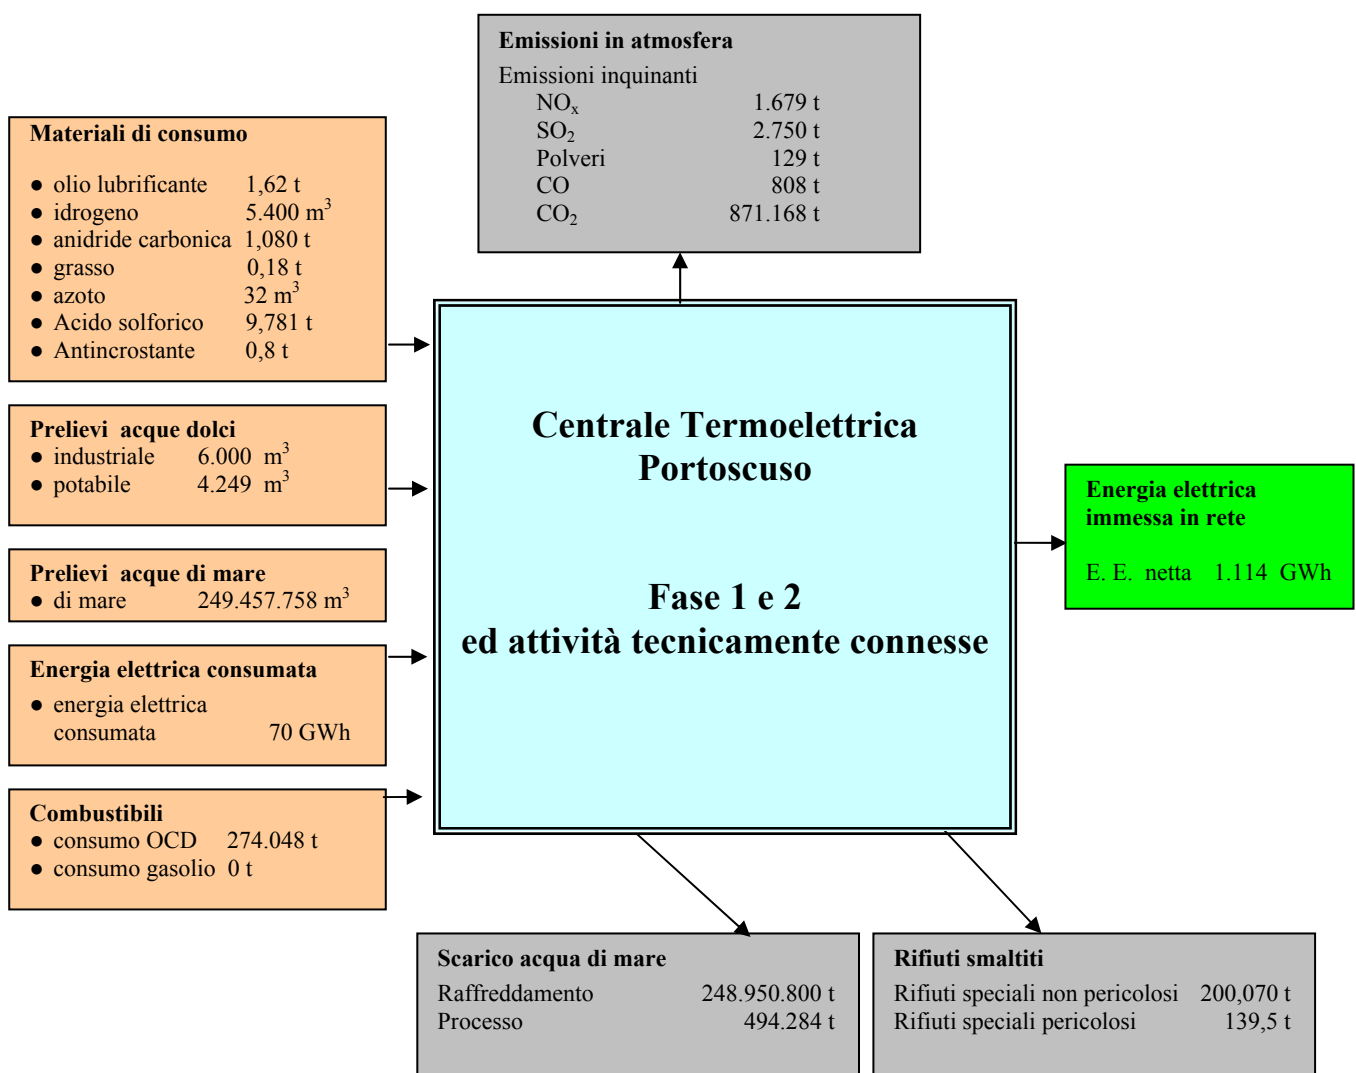 Emissioni in atmosfera
Emissioni inquinanti
NOx 1.679 t
SO2 2.750 t
Polveri 129 t
CO 808 t
CO2 871.168 t
Materiali di consumo
● olio lubrificante 1,62 t
● idrogeno 5.400 m3
● anidride carbonica 1,080 t
● grasso 0,18 t
● azoto 32 m3
● Acido solforico 9,781 t
● Antincrostante 0,8 t
Prelievi acque dolci
● industriale 6.000 m3
● potabile 4.249 m3
Prelievi acque di mare
● di mare 249.457.758 m3
Energia elettrica consumata
● energia elettrica
consumata 70 GWh
Combustibili
● consumo OCD 274.048 t
● consumo gasolio 0 t
Centrale Termoelettrica
Portoscuso
Fase 1 e 2
ed attività tecnicamente connesse
Energia elettrica
immessa in rete
E. E. netta 1.114 GWh
Scarico acqua di mare
Raffreddamento 248.950.800 t
Processo 494.284 t
Rifiuti smaltiti
Rifiuti speciali non pericolosi 200,070 t
Rifiuti speciali pericolosi 139,5 t